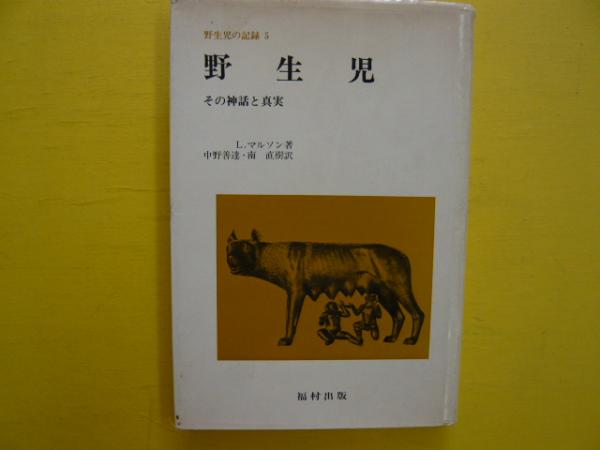 野生児の記録 5
野生児
その神話と真実
L.マルソン著
中野善達・南 直樹訳
福村出版